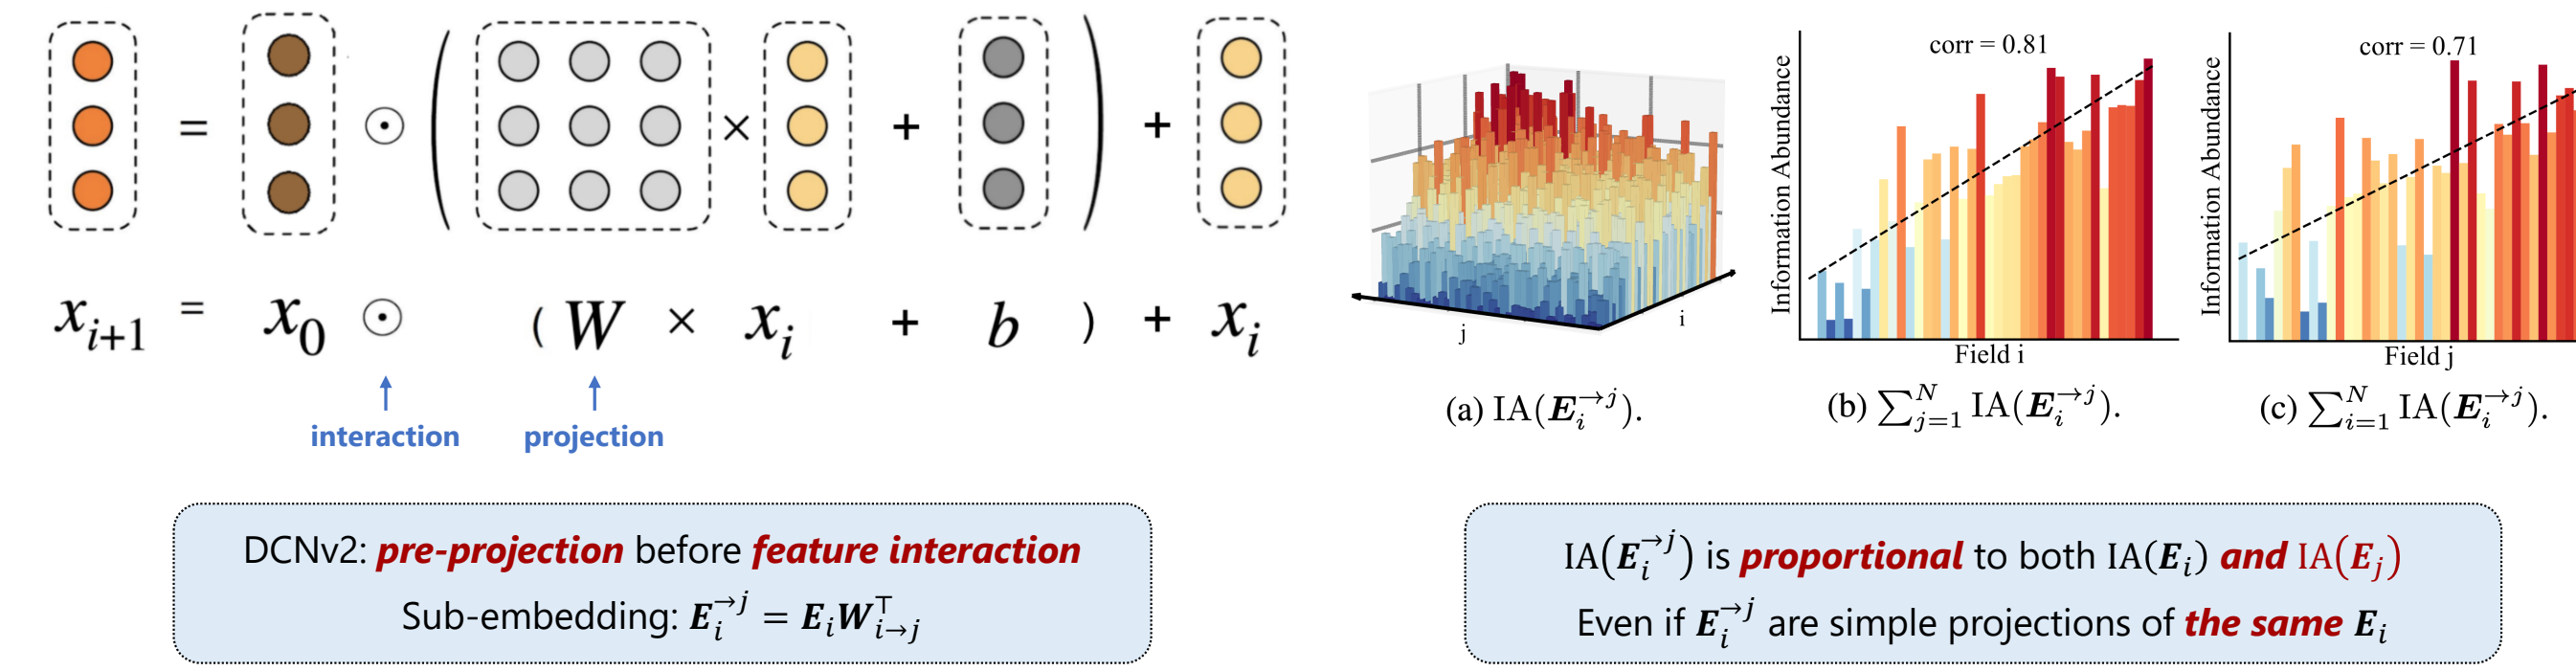 = ⊙ ( × + ) +
x_{i+1} = x_0 ⊙ ( W × x_i + b ) + x_i
interaction
projection
DCNv2: pre-projection before feature interaction
Sub-embedding: E_i^{→j} = E_i W_{i→j}^⊤
j
i
(a) IA(E_i^{→j}).
Information Abundance
corr = 0.81
Field i
(b) ∑_{j=1}^N IA(E_i^{→j}).
Information Abundance
corr = 0.71
Field j
(c) ∑_{i=1}^N IA(E_i^{→j}).
IA(E_i^{→j}) is proportional to both IA(E_i) and IA(E_j)
Even if E_i^{→j} are simple projections of the same E_i